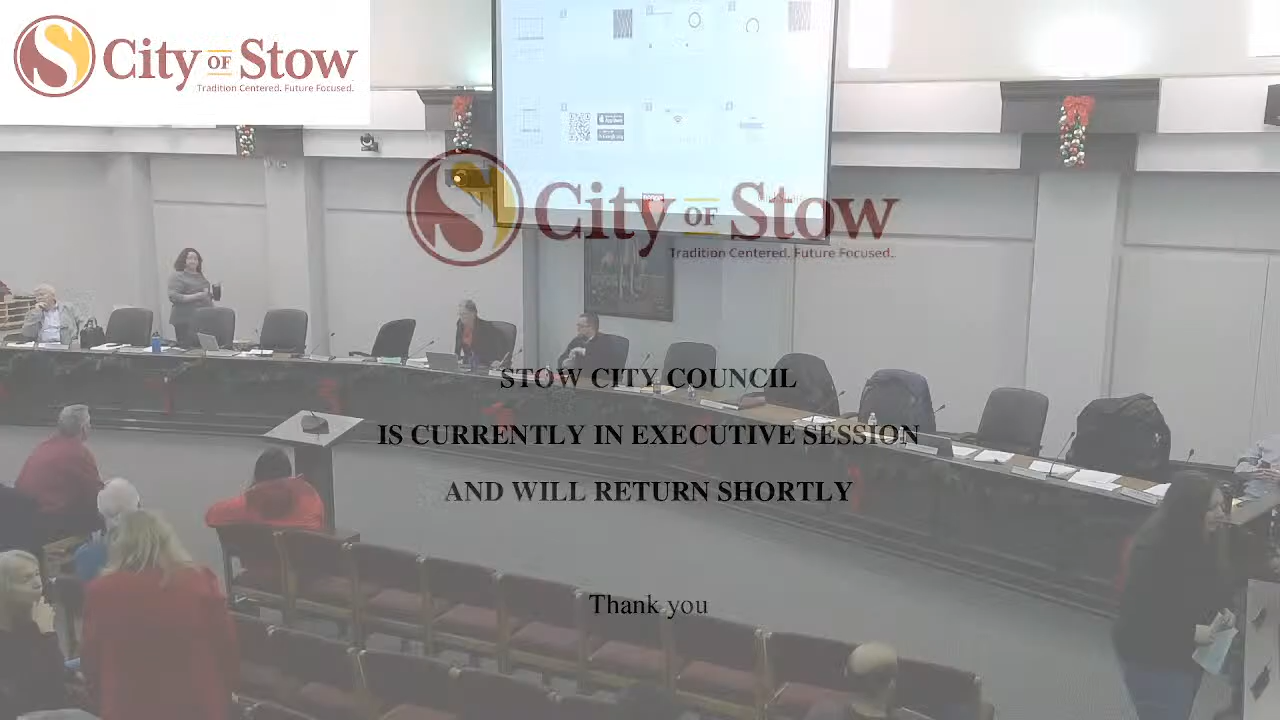 City OF Stow
Tradition Centered. Future Focused.
City OF Stow
Tradition Centered. Future Focused.
STOW CITY COUNCIL
IS CURRENTLY IN EXECUTIVE SESSION
AND WILL RETURN SHORTLY
Thank you